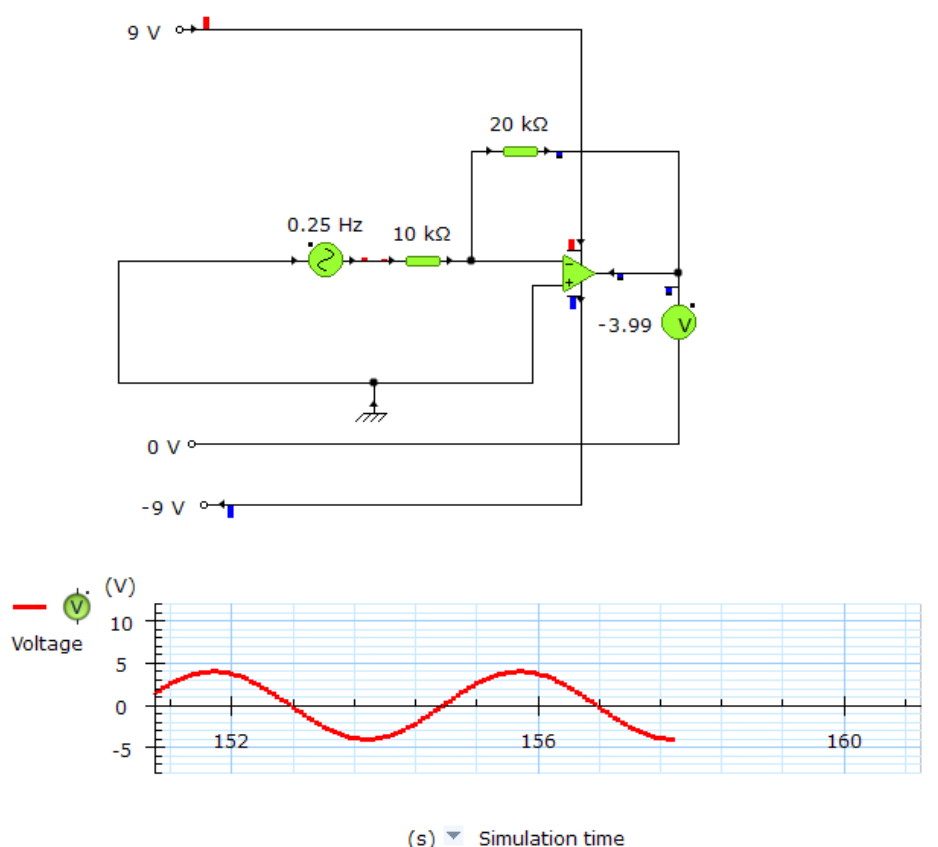 9 V
20 kΩ
0.25 Hz
10 kΩ
−
+
-3.99 V
0 V
-9 V
(V)
V
Voltage
10
5
0
-5
152 156 160
(s) Simulation time